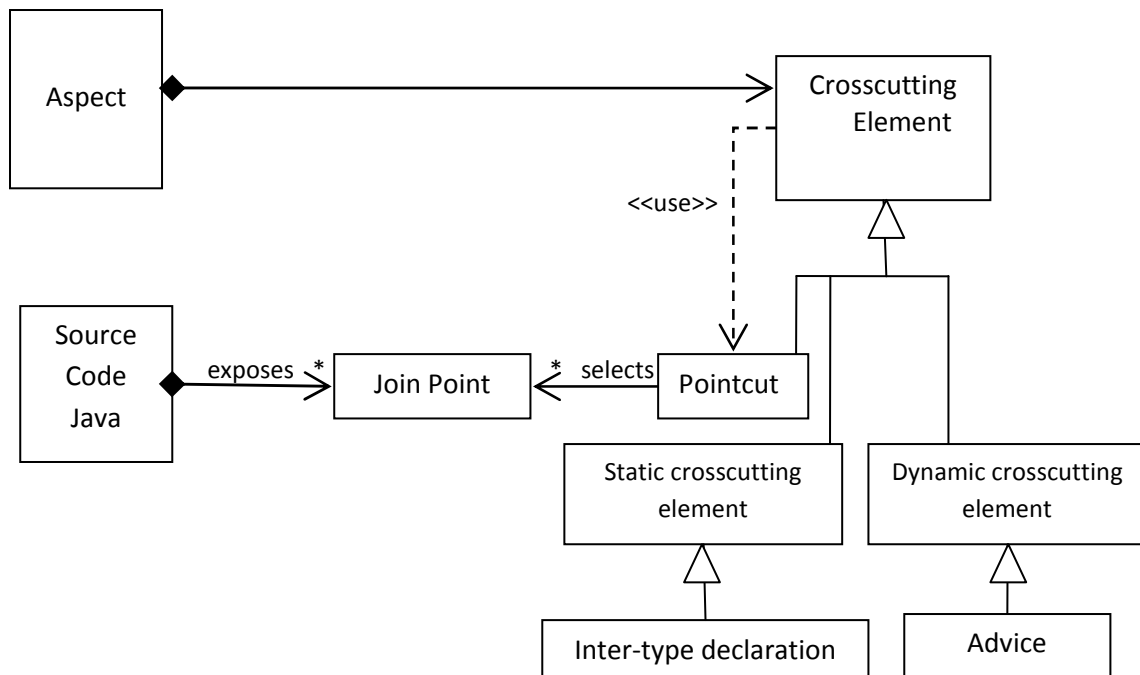 Aspect
Crosscutting
Element
<<use>>
Source
Code
Java
exposes *
Join Point
* selects
Pointcut
Static crosscutting
element
Dynamic crosscutting
element
Inter-type declaration
Advice